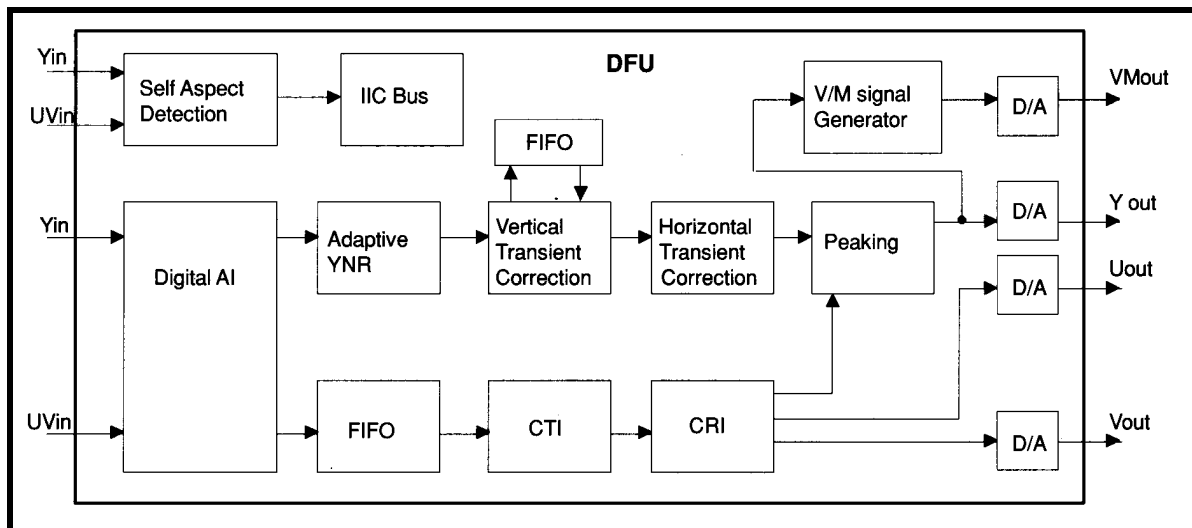 DFU
Yin
UVin
Self Aspect
Detection
IIC Bus
V/M signal
Generator
D/A
VMout
FIFO
Yin
Digital AI
Adaptive
YNR
Vertical
Transient
Correction
Horizontal
Transient
Correction
Peaking
D/A
Y out
D/A
Uout
UVin
FIFO
CTI
CRI
D/A
Vout